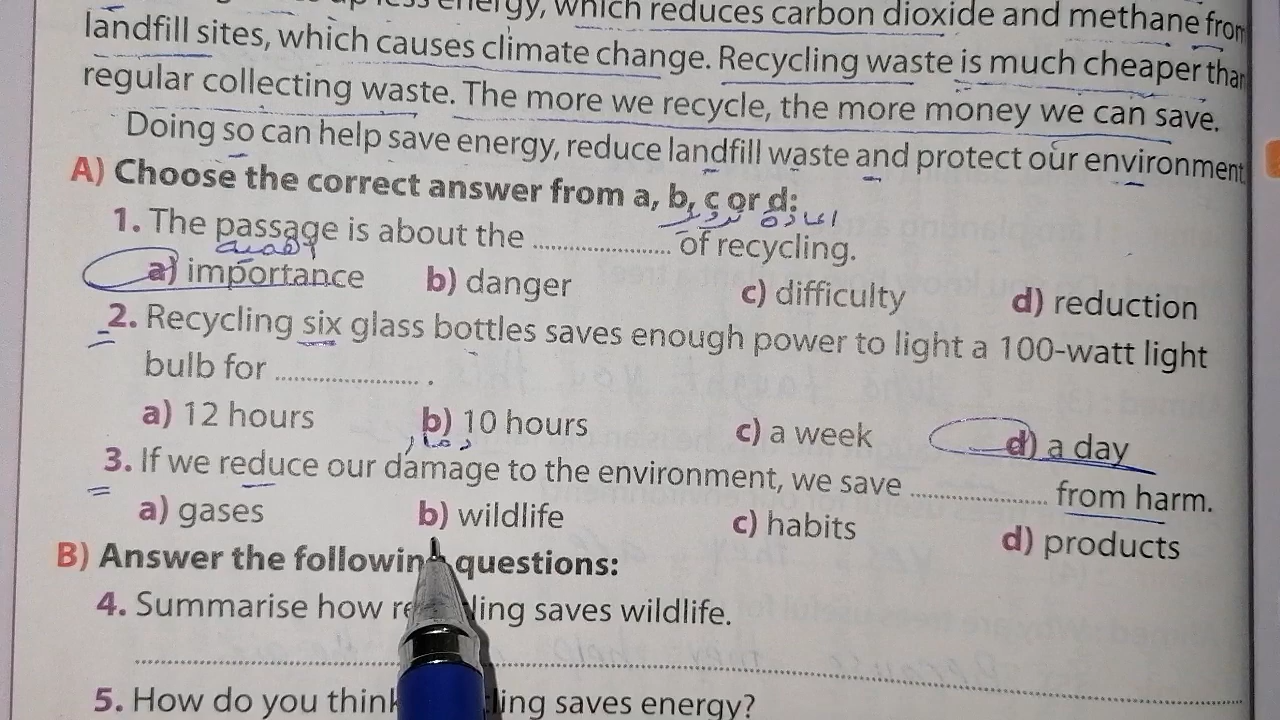 less energy, which reduces carbon dioxide and methane from
landfill sites, which causes climate change. Recycling waste is much cheaper than
regular collecting waste. The more we recycle, the more money we can save.
Doing so can help save energy, reduce landfill waste and protect our environment
A) Choose the correct answer from a, b, c or d:
اعادة تدوير
1. The passage is about the .................... of recycling.
أهمية
a) importance b) danger c) difficulty d) reduction
2. Recycling six glass bottles saves enough power to light a 100-watt light
bulb for .................... .
a) 12 hours b) 10 hours c) a week d) a day
دمار
3. If we reduce our damage to the environment, we save .................... from harm.
a) gases b) wildlife c) habits d) products
B) Answer the following questions:
4. Summarise how saves wildlife.
5. How do you think saves energy?